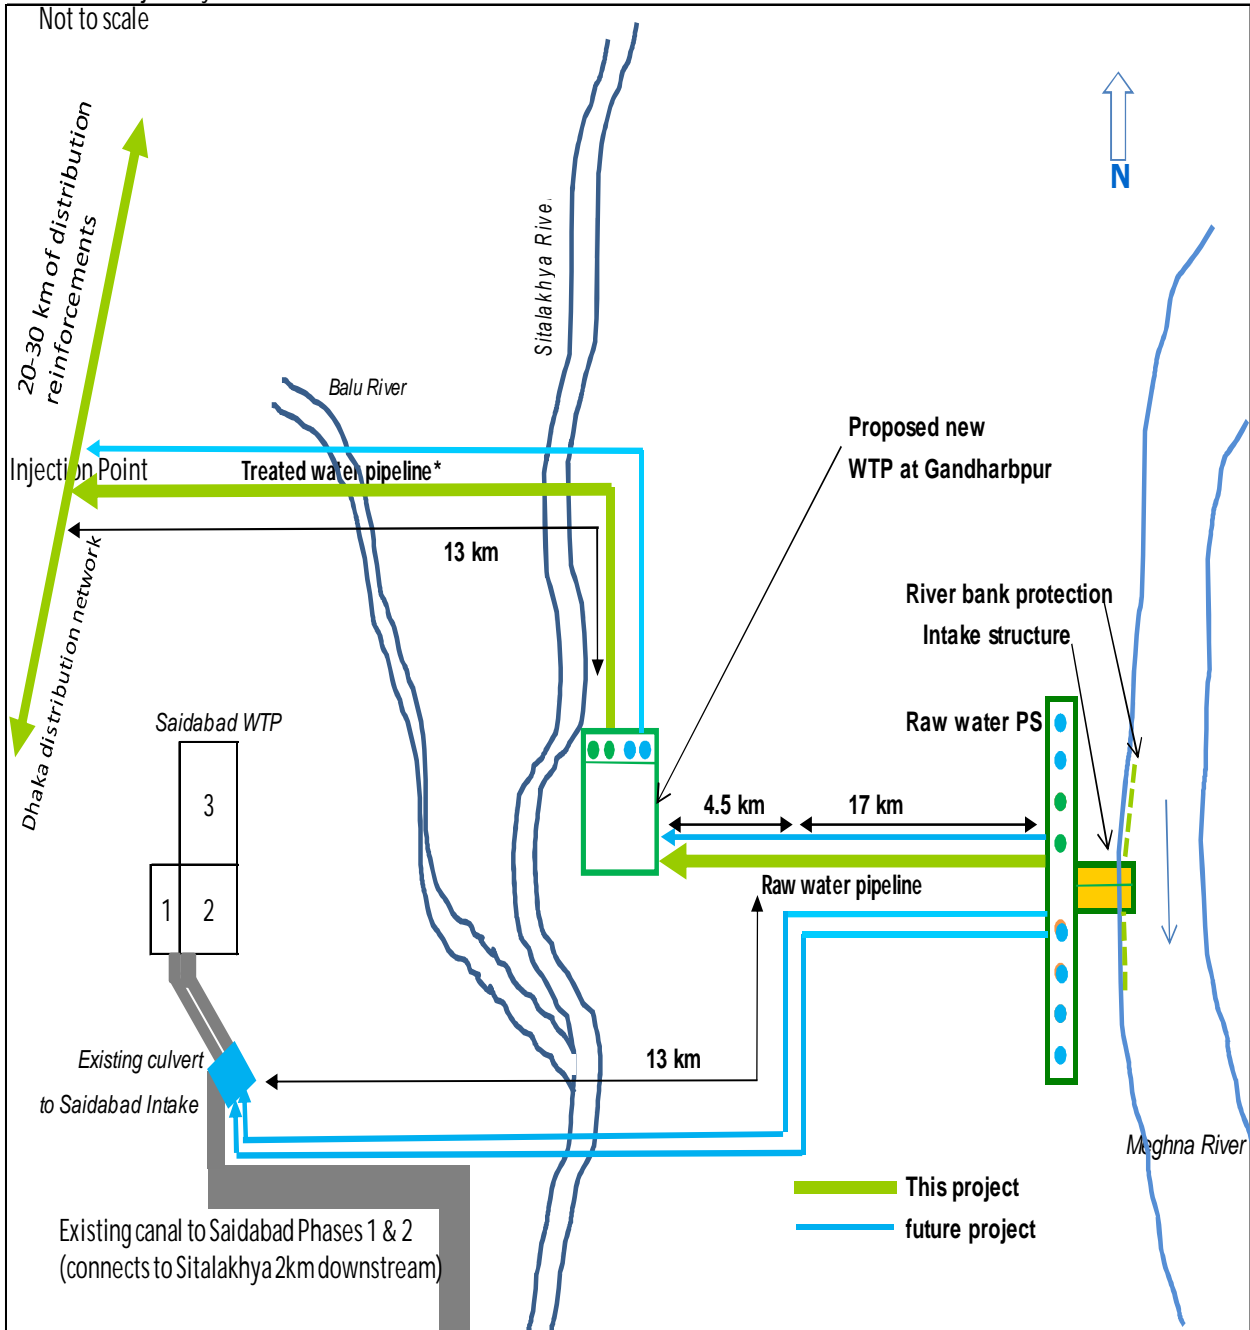 Not to scale
N
20-30 km of distribution
reinforcements
Sitalakhya River
Balu River
Proposed new
WTP at Gandharbpur
Injection Point
Treated water pipeline*
13 km
River bank protection
Intake structure
Dhaka distribution network
Saidabad WTP
Raw water PS
3
4.5 km
17 km
Raw water pipeline
1
2
Existing culvert
to Saidabad Intake
13 km
Meghna River
This project
future project
Existing canal to Saidabad Phases 1 & 2
(connects to Sitalakhya 2km downstream)